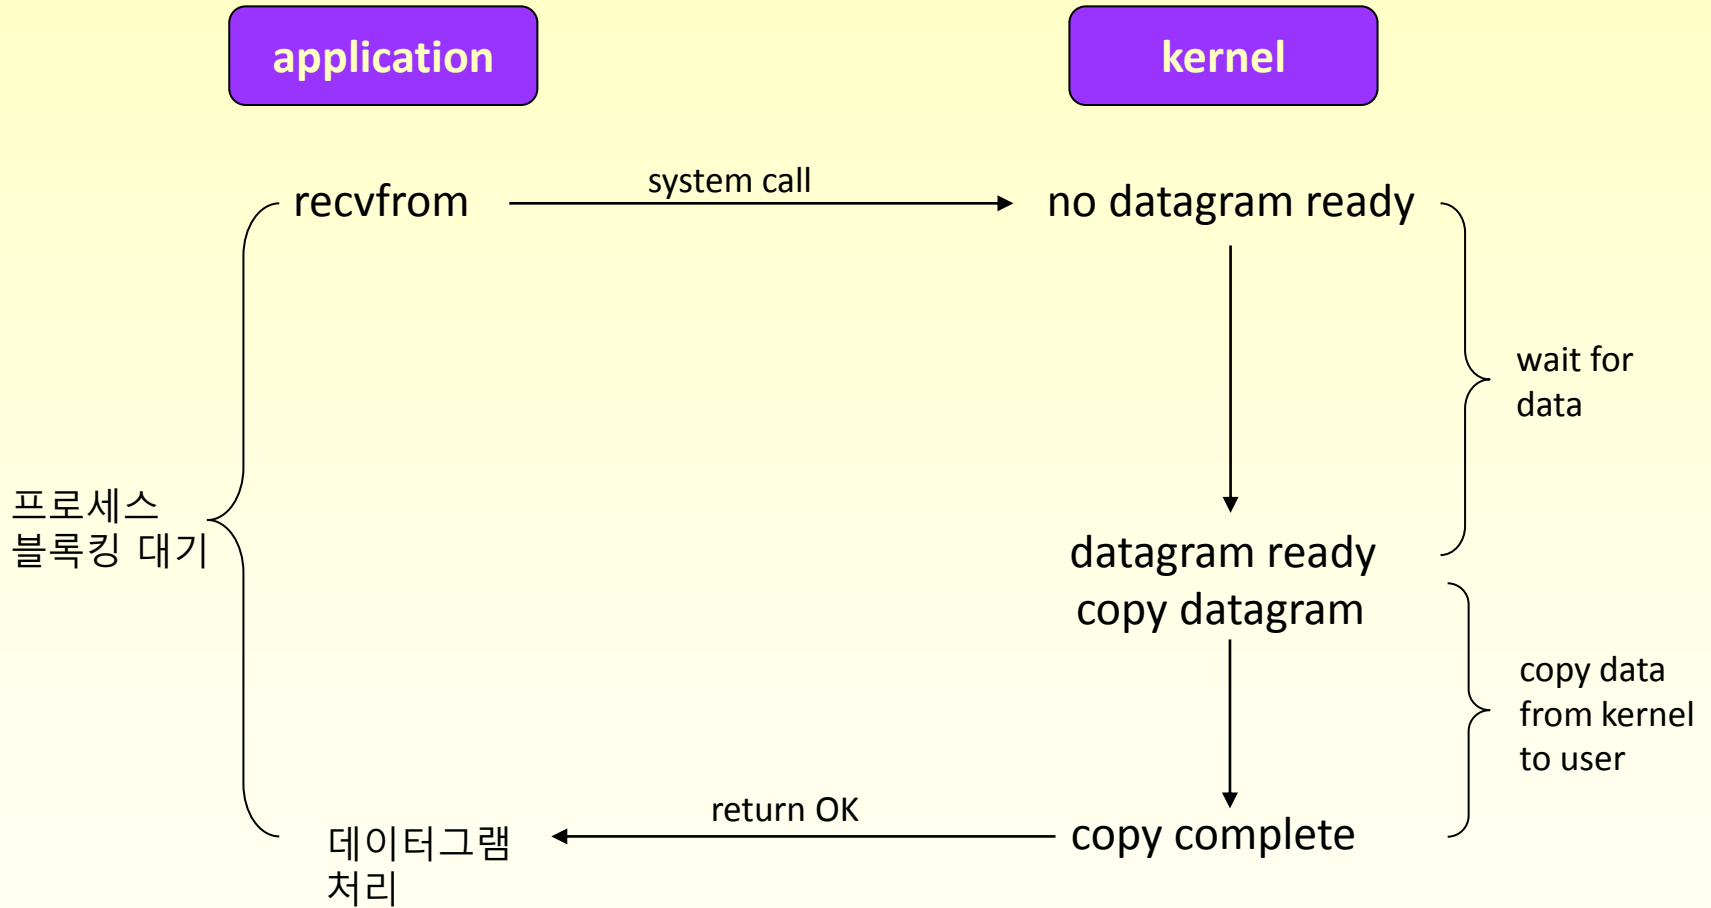 application
kernel
recvfrom
system call
no datagram ready
wait for
data
프로세스
블록킹 대기
datagram ready
copy datagram
copy data
from kernel
to user
return OK
copy complete
데이터그램
처리